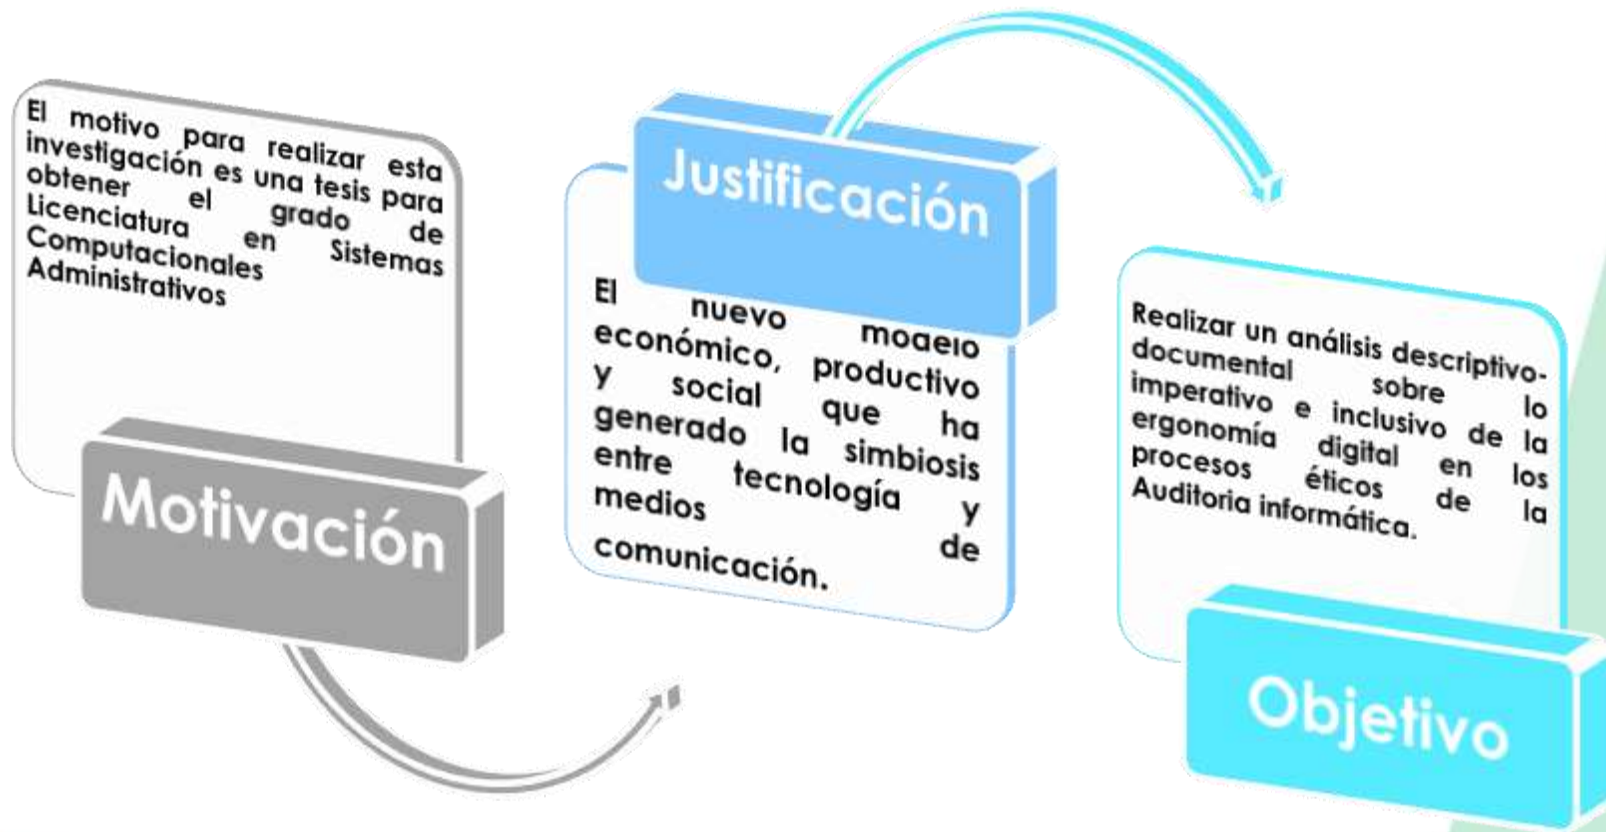 El motivo para realizar esta
investigación es una tesis para
obtener el grado de
Licenciatura en Sistemas
Computacionales
Administrativos
Motivación
Justificación
El nuevo modelo
económico, productivo
y social que ha
generado la simbiosis
entre tecnología y
medios de
comunicación.
Realizar un análisis descriptivo-
documental sobre lo
imperativo e inclusivo de la
ergonomía digital en los
procesos éticos de la
Auditoria informática.
Objetivo